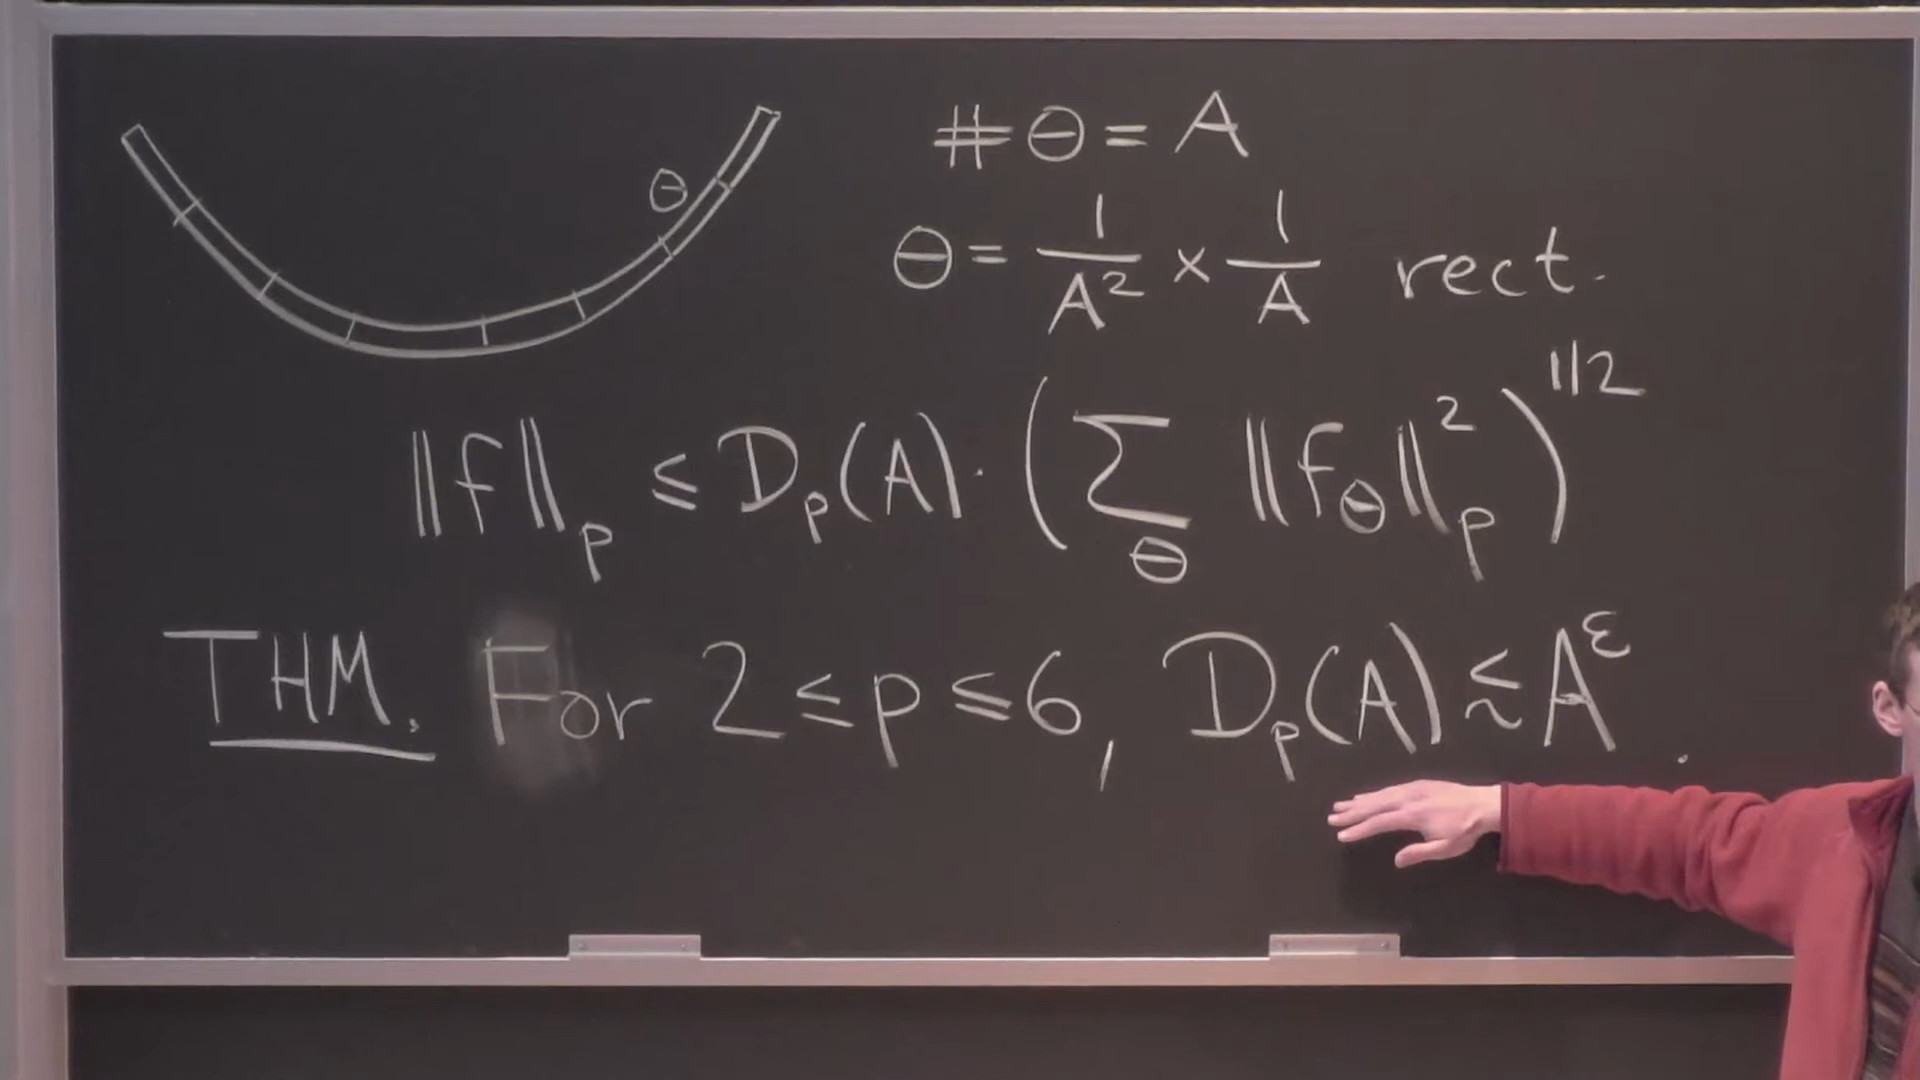 Θ
#Θ = A
Θ = 1/A² × 1/A rect.
‖f‖_p ≤ D_p(A) · (∑_Θ ‖f_Θ‖_p²)^{1/2}
THM. For 2 ≤ p ≤ 6, D_p(A) ≲ A^ε.